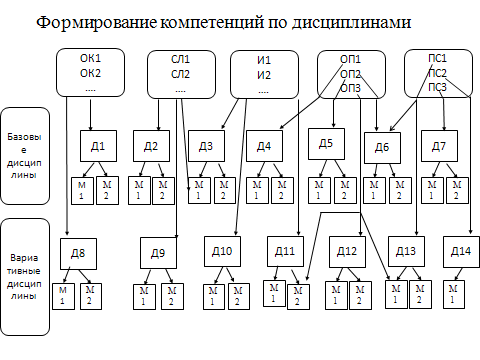 Формирование компетенций по дисциплинами
ОК1
ОК2
....
СЛ1
СЛ2
....
И1
И2
....
ОП1
ОП2
ОП3
ПС1
ПС2
ПС3
Базовы
е
дисцип
лины
Д1
Д2
Д3
Д4
Д5
Д6
Д7
М
1
М
2
М
1
М
2
М
1
М
2
М
1
М
2
М
1
М
2
М
1
М
2
М
1
М
2
Вариа
тивные
дисцип
лины
Д8
Д9
Д10
Д11
Д12
Д13
Д14
М
1
М
2
М
1
М
2
М
1
М
2
М
1
М
2
М
1
М
2
М
1
М
2
М
1